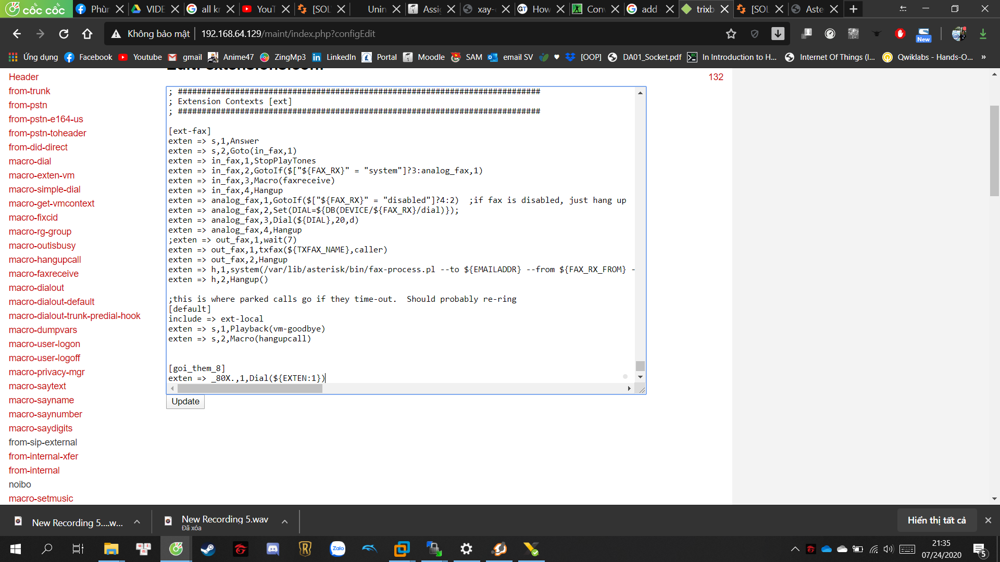 cốc cốc
Phùn
VIDE
all kr
YouT
[SOL
Unin
Assig
xay-
How
Con
add
trixb
[SOL
Aste
Không bảo mật
192.168.64.129/maint/index.php?configEdit
New
Ứng dụng
Facebook
Youtube
gmail
Anime47
ZingMp3
LinkedIn
Portal
Moodle
SAM
email SV
[OOP]
DA01_Socket.pdf
In Introduction to H...
Internet Of Things (I...
Qwiklabs - Hands-O...
»
Header
from-trunk
from-pstn
from-pstn-e164-us
from-pstn-toheader
from-did-direct
macro-dial
macro-exten-vm
macro-simple-dial
macro-get-vmcontext
macro-fixcid
macro-rg-group
macro-outisbusy
macro-hangupcall
macro-faxreceive
macro-dialout
macro-dialout-default
macro-dialout-trunk-predial-hook
macro-dumpvars
macro-user-logon
macro-user-logoff
macro-privacy-mgr
macro-saytext
macro-sayname
macro-saynumber
macro-saydigits
from-sip-external
from-internal-xfer
from-internal
noibo
macro-setmusic
132
; ############################################################################
; Extension Contexts [ext]
; ############################################################################
[ext-fax]
exten => s,1,Answer
exten => s,2,Goto(in_fax,1)
exten => in_fax,1,StopPlayTones
exten => in_fax,2,GotoIf($["${FAX_RX}" = "system"]?3:analog_fax,1)
exten => in_fax,3,Macro(faxreceive)
exten => in_fax,4,Hangup
exten => analog_fax,1,GotoIf($["${FAX_RX}" = "disabled"]?4:2)  ;if fax is disabled, just hang up
exten => analog_fax,2,Set(DIAL=${DB(DEVICE/${FAX_RX}/dial)});
exten => analog_fax,3,Dial(${DIAL},20,d)
exten => analog_fax,4,Hangup
;exten => out_fax,1,wait(7)
exten => out_fax,1,txfax(${TXFAX_NAME},caller)
exten => out_fax,2,Hangup
exten => h,1,system(/var/lib/asterisk/bin/fax-process.pl --to ${EMAILADDR} --from ${FAX_RX_FROM} -
exten => h,2,Hangup()
;this is where parked calls go if they time-out.  Should probably re-ring
[default]
include => ext-local
exten => s,1,Playback(vm-goodbye)
exten => s,2,Macro(hangupcall)
[goi_them_8]
exten => _80X.,1,Dial(${EXTEN:1})
Update
New Recording 5....w...
New Recording 5.wav
Đã xóa
Hiển thị tất cả
Zalo
21:35
07/24/2020
5